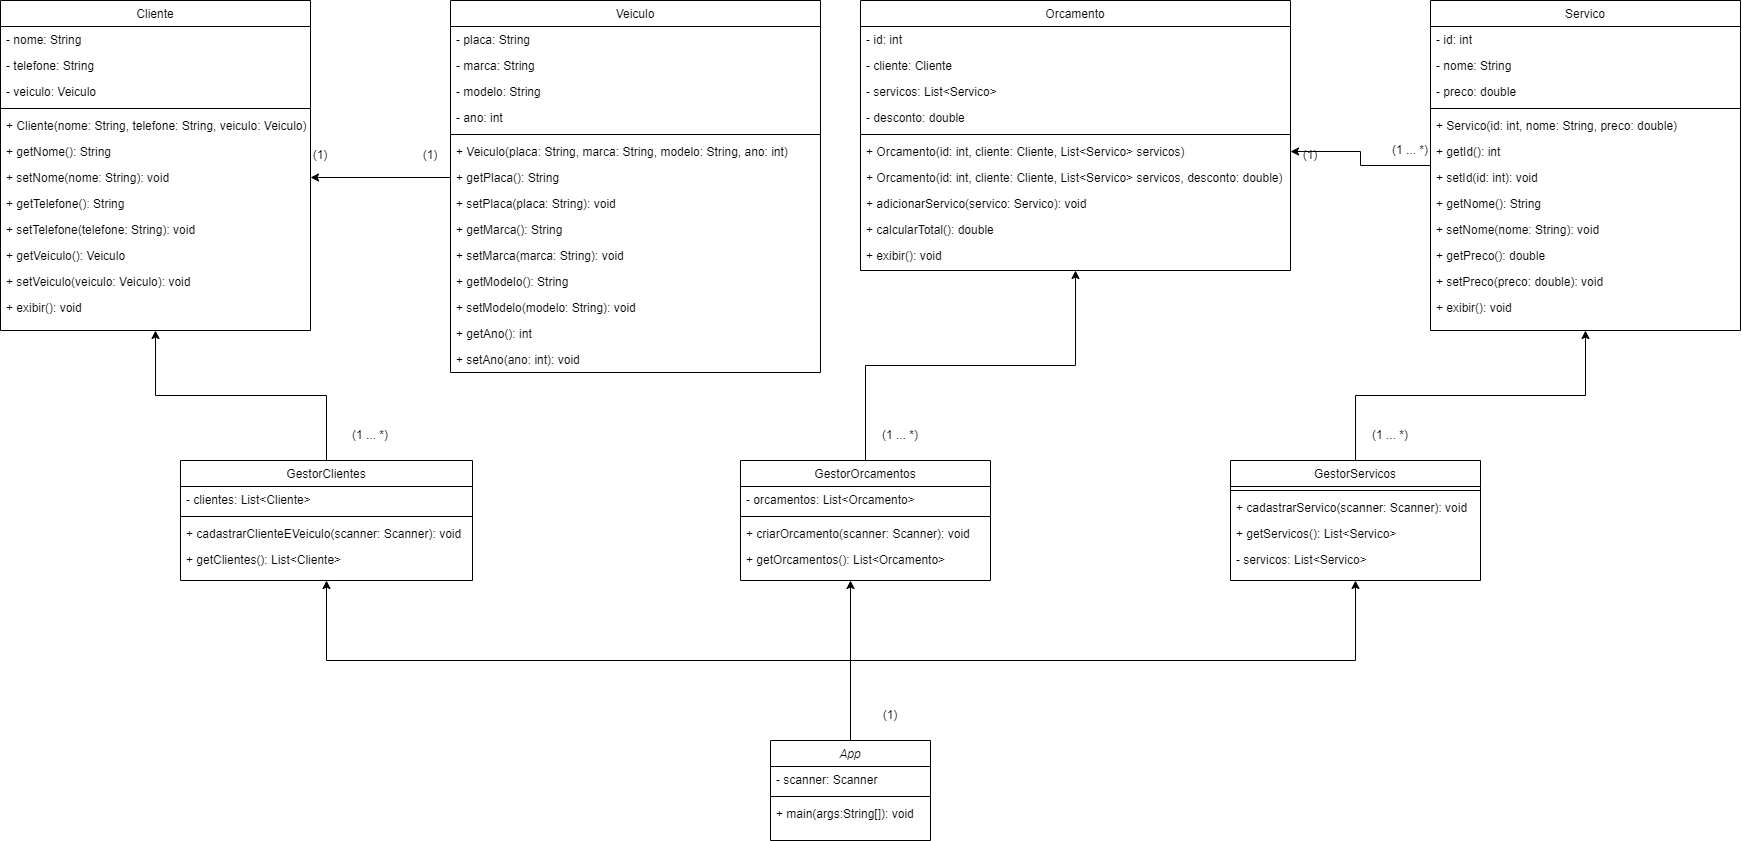 Cliente
- nome: String
- telefone: String
- veiculo: Veiculo
+ Cliente(nome: String, telefone: String, veiculo: Veiculo)
+ getNome(): String
+ setNome(nome: String): void
+ getTelefone(): String
+ setTelefone(telefone: String): void
+ getVeiculo(): Veiculo
+ setVeiculo(veiculo: Veiculo): void
+ exibir(): void
(1)
(1)
Veiculo
- placa: String
- marca: String
- modelo: String
- ano: int
+ Veiculo(placa: String, marca: String, modelo: String, ano: int)
+ getPlaca(): String
+ setPlaca(placa: String): void
+ getMarca(): String
+ setMarca(marca: String): void
+ getModelo(): String
+ setModelo(modelo: String): void
+ getAno(): int
+ setAno(ano: int): void
Orcamento
- id: int
- cliente: Cliente
- servicos: List<Servico>
- desconto: double
+ Orcamento(id: int, cliente: Cliente, List<Servico> servicos)
+ Orcamento(id: int, cliente: Cliente, List<Servico> servicos, desconto: double)
+ adicionarServico(servico: Servico): void
+ calcularTotal(): double
+ exibir(): void
(1)
(1 ... *)
Servico
- id: int
- nome: String
- preco: double
+ Servico(id: int, nome: String, preco: double)
+ getId(): int
+ setId(id: int): void
+ getNome(): String
+ setNome(nome: String): void
+ getPreco(): double
+ setPreco(preco: double): void
+ exibir(): void
(1 ... *)
GestorClientes
- clientes: List<Cliente>
+ cadastrarClienteEVeiculo(scanner: Scanner): void
+ getClientes(): List<Cliente>
(1 ... *)
GestorOrcamentos
- orcamentos: List<Orcamento>
+ criarOrcamento(scanner: Scanner): void
+ getOrcamentos(): List<Orcamento>
(1 ... *)
GestorServicos
+ cadastrarServico(scanner: Scanner): void
+ getServicos(): List<Servico>
- servicos: List<Servico>
(1)
App
- scanner: Scanner
+ main(args:String[]): void